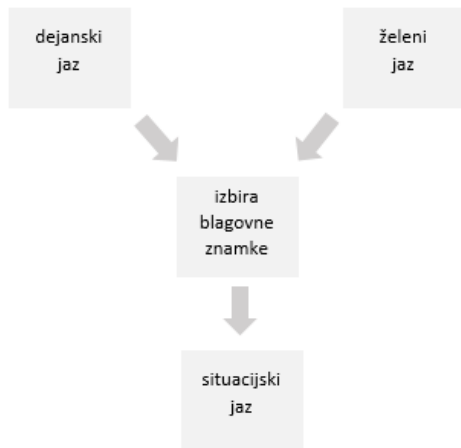 dejanski
jaz
želeni
jaz
izbira
blagovne
znamke
situacijski
jaz